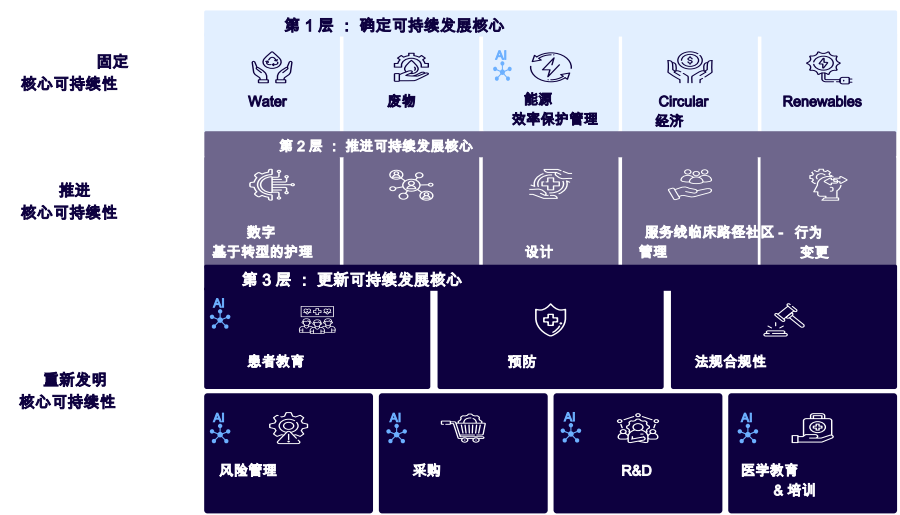 第 1 层 ： 确定可持续发展核心
固定
核心可持续性
Water
废物
AI
能源
效率保护管理
Circular
经济
Renewables
第 2 层 ： 推进可持续发展核心
推进
核心可持续性
数字
基于转型的护理
设计
服务线临床路径社区 -
管理
行为
变更
第 3 层 ： 更新可持续发展核心
重新发明
核心可持续性
AI
患者教育
预防
法规合规性
AI
风险管理
AI
采购
AI
R&D
AI
医学教育
& 培训